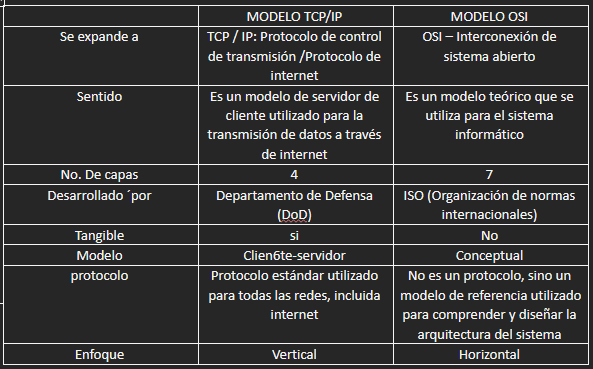 MODELO TCP/IP MODELO OSI
Se expande a TCP / IP: Protocolo de control OSI – Interconexión de
de transmisión /Protocolo de sistema abierto
internet
Sentido Es un modelo de servidor de Es un modelo teórico que se
cliente utilizado para la utiliza para el sistema
transmisión de datos a través informático
de internet
No. De capas 4 7
Desarrollado ´por Departamento de Defensa ISO (Organización de normas
(DoD) internacionales)
Tangible si No
Modelo Clien6te-servidor Conceptual
protocolo Protocolo estándar utilizado No es un protocolo, sino un
para todas las redes, incluida modelo de referencia utilizado
internet para comprender y diseñar la
arquitectura del sistema
Enfoque Vertical Horizontal